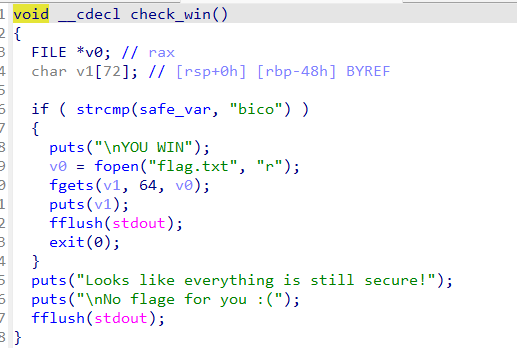 1 void __cdecl check_win()
2 {
3 FILE *v0; // rax
4 char v1[72]; // [rsp+0h] [rbp-48h] BYREF
5
6 if ( strcmp(safe_var, "bico") )
7 {
8 puts("\nYOU WIN");
9 v0 = fopen("flag.txt", "r");
0 fgets(v1, 64, v0);
1 puts(v1);
2 fflush(stdout);
3 exit(0);
4 }
5 puts("Looks like everything is still secure!");
6 puts("\nNo flage for you :(");
7 fflush(stdout);
8 }